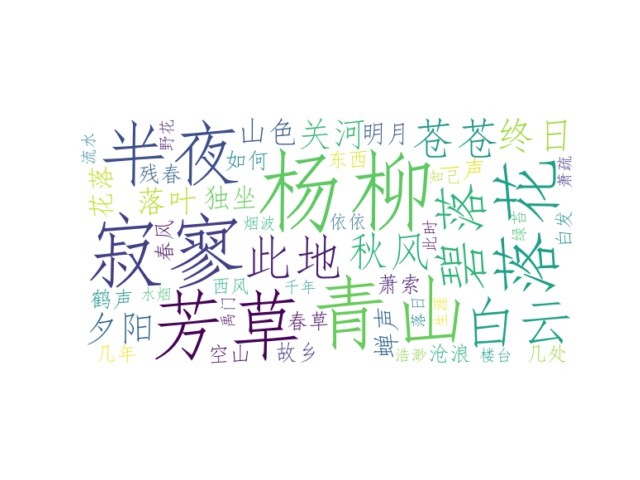 流水
半夜
野花
山色
关河
明月
苍苍
终日
花落
残春
如何
东西
杨柳
知己
一声
萧疏
落叶
独坐
依依
碧落
落花
寂寥
春风
烟波
此地
秋风
此时
绿苔
白发
鹤声
水烟
西风
千年
萧索
夕阳
芳草
禹门
春草
青山
蝉声
落日
生涯
白云
几年
空山
故乡
浩渺
沧浪
楼台
几处